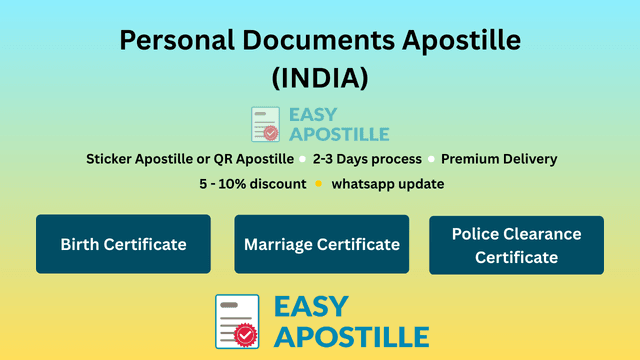 Personal Documents Apostille
(INDIA)
EASY
APOSTILLE
Sticker Apostille or QR Apostille 2-3 Days process Premium Delivery
5 - 10% discount whatsapp update
Birth Certificate
Marriage Certificate
Police Clearance
Certificate
EASY
APOSTILLE